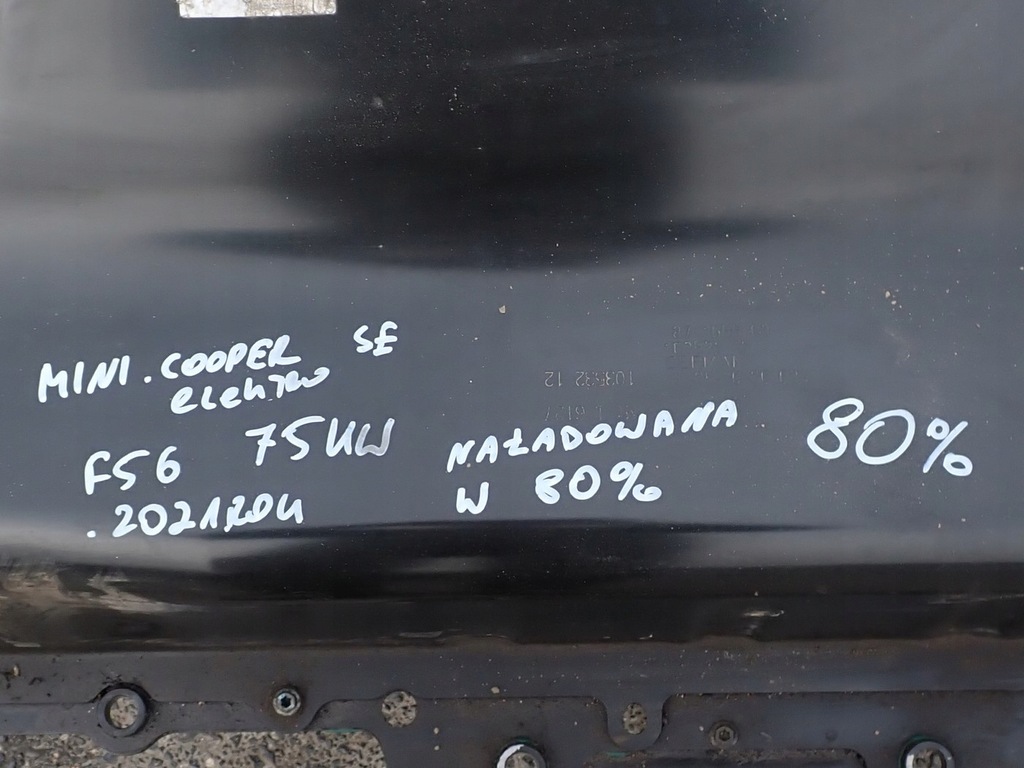 MINI. COOPER SE
elektro
F56 75KW
.2021rok
NAŁADOWANA
W 80%
80%